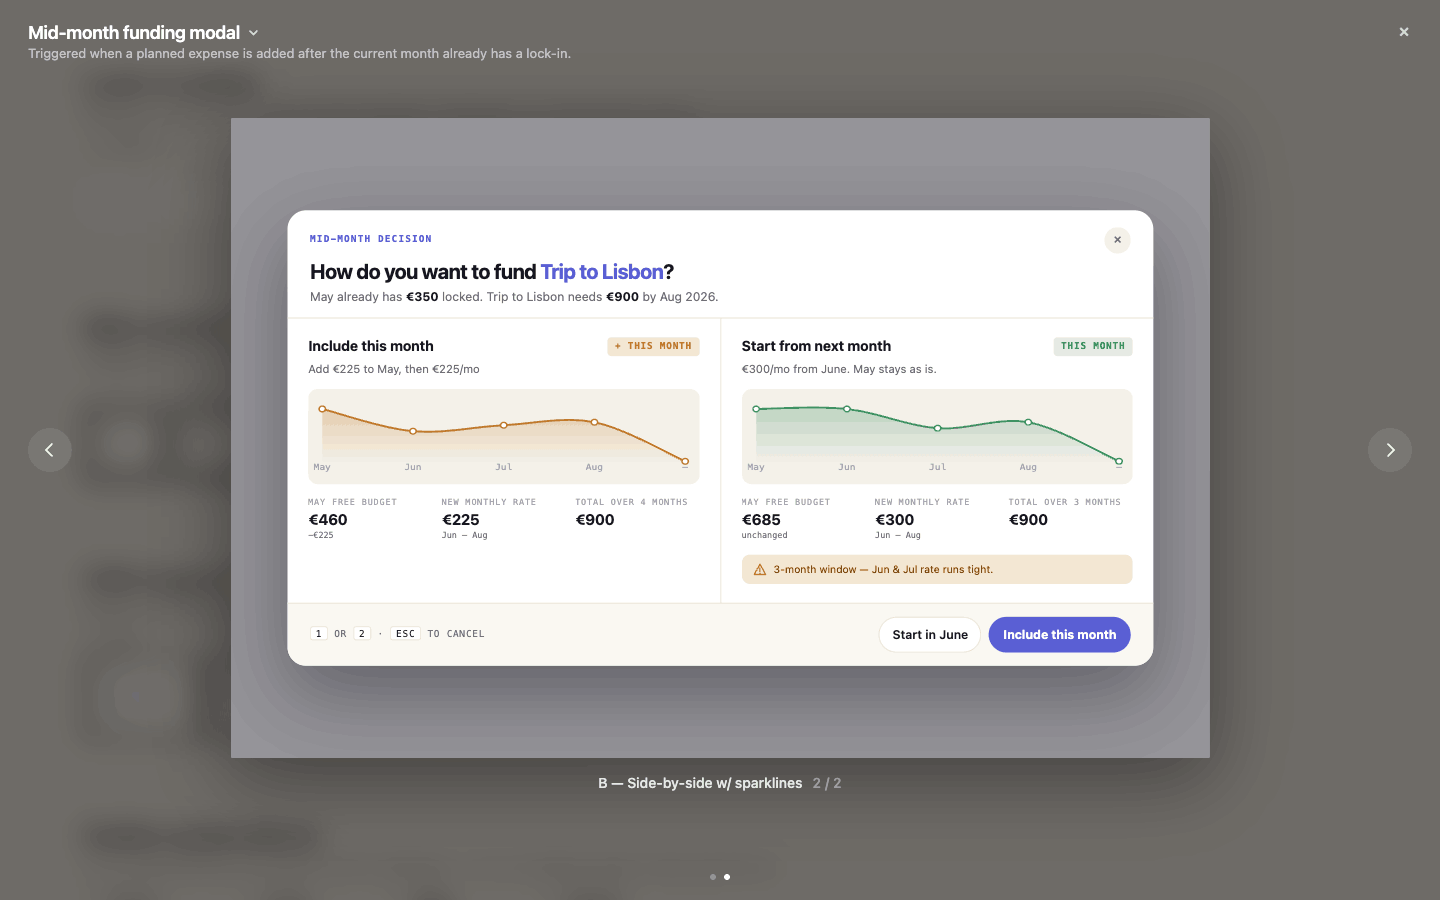 Mid-month funding modal
Triggered when a planned expense is added after the current month already has a lock-in.
MID-MONTH DECISION
How do you want to fund Trip to Lisbon?
May already has €350 locked. Trip to Lisbon needs €900 by Aug 2026.
Include this month
+ THIS MONTH
Add €225 to May, then €225/mo
May Jun Jul Aug —
MAY FREE BUDGET NEW MONTHLY RATE TOTAL OVER 4 MONTHS
€460 €225 €900
−€225 Jun – Aug
Start from next month
THIS MONTH
€300/mo from June. May stays as is.
May Jun Jul Aug —
MAY FREE BUDGET NEW MONTHLY RATE TOTAL OVER 3 MONTHS
€685 €300 €900
unchanged Jun – Aug
3-month window — Jun & Jul rate runs tight.
1 OR 2 · ESC TO CANCEL
Start in June
Include this month
B — Side-by-side w/ sparklines 2 / 2